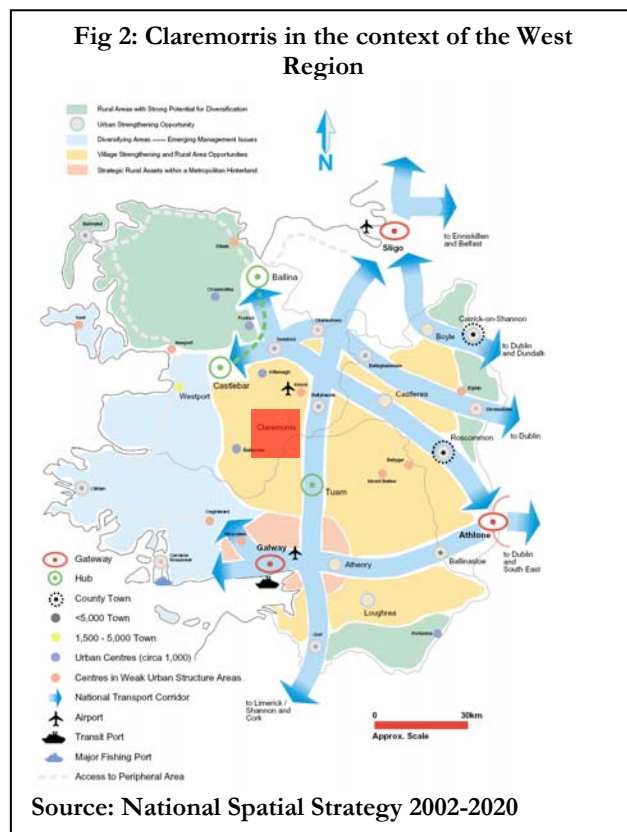 Fig 2: Claremorris in the context of the West
Region
Rural Areas with Strong Potential for Diversification
Urban Strengthening Opportunity
Diversifying Areas —— Emerging Management Issues
Village Strengthening and Rural Area Opportunities
Strategic Rural Assets within a Metropolitan Hinterland
N
to Enniskillen
and Belfast
Sligo
Ballina
Carrick-on-Shannon
Boyle
to Dublin
and Dundalk
Castlebar
Westport
Castlerea
Claremorris
to Dublin
Roscommon
Tuam
Athlone
Galway
Athenry
Ballinasloe
to Dublin
and
South East
Loughrea
Gort
Portumna
to Limerick /
Shannon and
Cork
Gateway
Hub
County Town
<5,000 Town
1,500 - 5,000 Town
Urban Centres (circa 1,000)
Centres in Weak Urban Structure Areas
National Transport Corridor
Airport
Transit Port
Major Fishing Port
Access to Peripheral Area
0 30km
Approx. Scale
Source: National Spatial Strategy 2002-2020